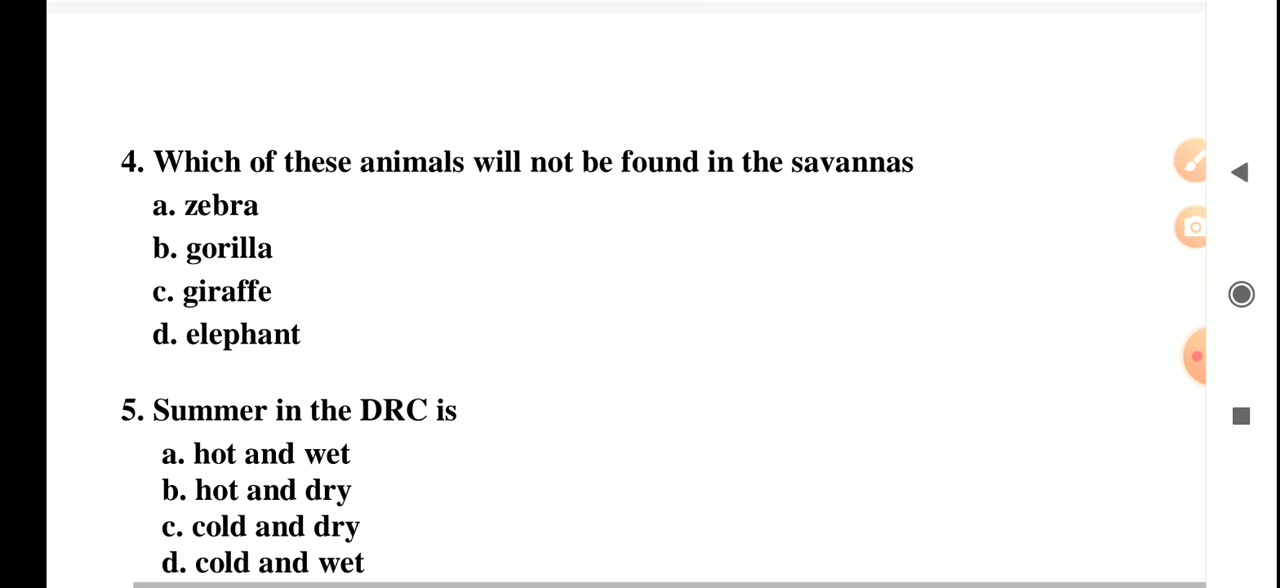 4. Which of these animals will not be found in the savannas
a. zebra
b. gorilla
c. giraffe
d. elephant
5. Summer in the DRC is
a. hot and wet
b. hot and dry
c. cold and dry
d. cold and wet